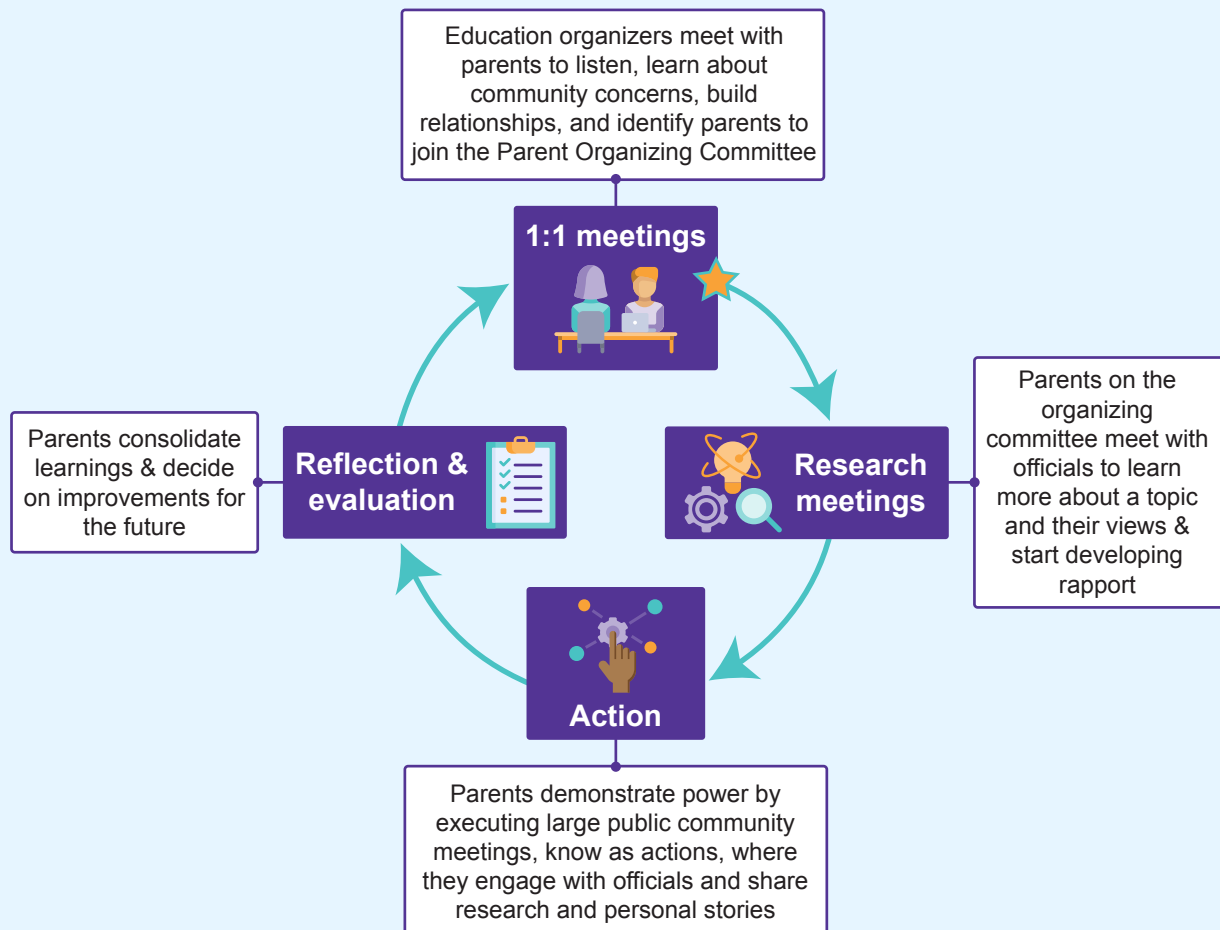 Education organizers meet with
parents to listen, learn about
community concerns, build
relationships, and identify parents to
join the Parent Organizing Committee
1:1 meetings
Parents on the
organizing
committee meet with
officials to learn
more about a topic
and their views &
start developing
rapport
Research
meetings
Parents consolidate
learnings & decide
on improvements for
the future
Reflection &
evaluation
Action
Parents demonstrate power by
executing large public community
meetings, know as actions, where
they engage with officials and share
research and personal stories